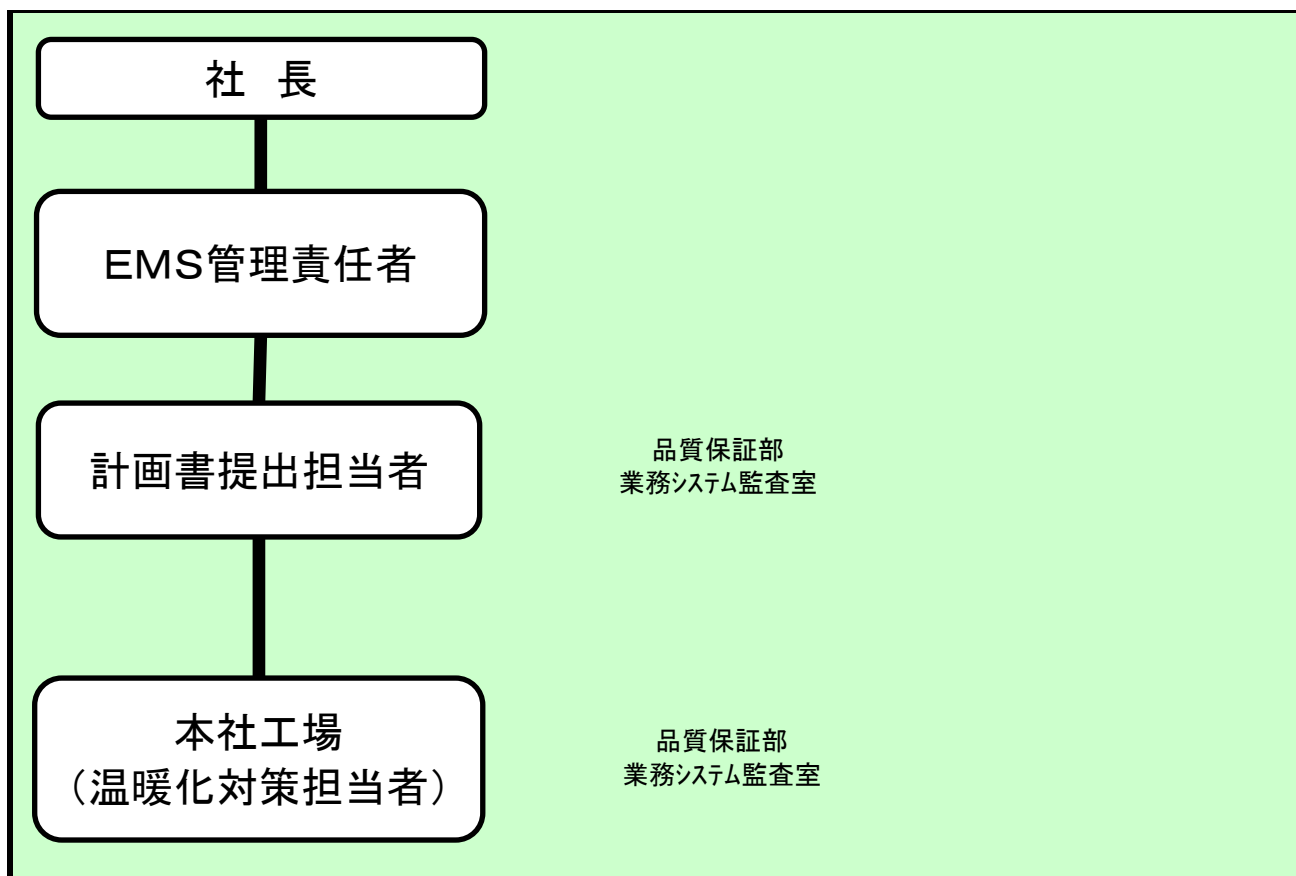 社　長
ＥＭＳ管理責任者
計画書提出担当者
品質保証部
業務ｼｽﾃﾑ監査室
本社工場
（温暖化対策担当者）
品質保証部
業務ｼｽﾃﾑ監査室